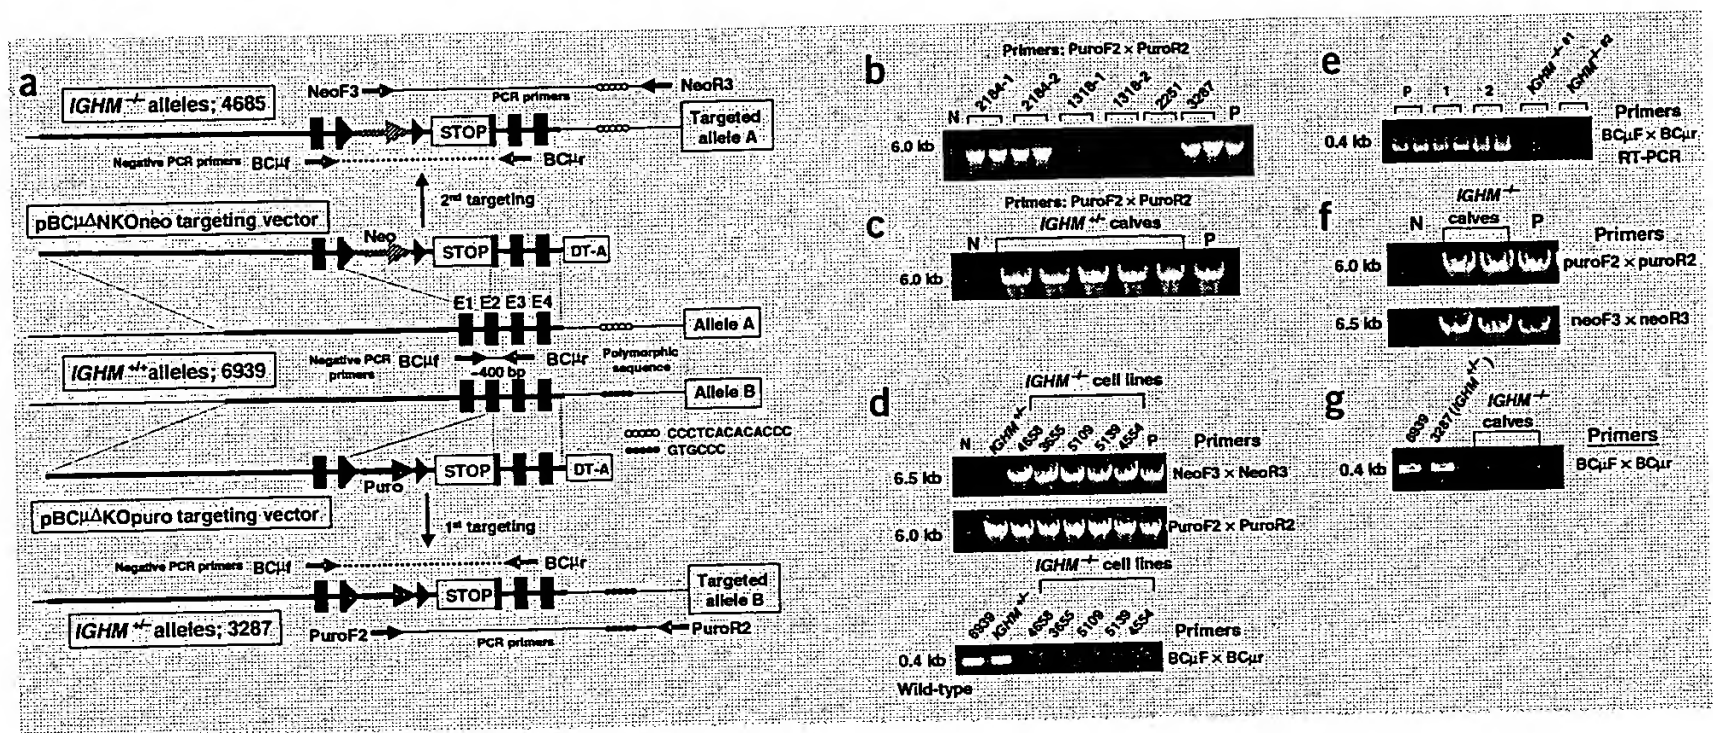 a
IGHM -/- alleles; 4685
NeoF3
PCR primers
NeoR3
STOP
Targeted
allele A
Negative PCR primers BCμf
BCμr
2nd targeting
pBCμΔNKOneo targeting vector
Neo
STOP
DT-A
E1 E2 E3 E4
Allele A
IGHM +/+ alleles; 6939
Negative PCR
primers
BCμf
BCμr
~400 bp
Polymorphic
sequence
Allele B
CCCTCACACACCC
GTGCCC
STOP
DT-A
Puro
pBCμΔKOpuro targeting vector
1st targeting
Negative PCR primers BCμf
BCμr
STOP
Targeted
allele B
IGHM +/- alleles; 3287
PuroF2
PCR primers
PuroR2
b
Primers: PuroF2 × PuroR2
N 2184-1 2184-2 1318-1 1318-2 2251 3287 P
6.0 kb
c
Primers: PuroF2 × PuroR2
IGHM +/- calves
N P
6.0 kb
d
IGHM -/- cell lines
N IGHM +/- 4658 3655 5109 5139 4554 P
Primers
6.5 kb
NeoF3 × NeoR3
6.0 kb
PuroF2 × PuroR2
IGHM -/- cell lines
6939 IGHM +/- 4658 3655 5109 5139 4554
Primers
0.4 kb
BCμF × BCμr
Wild-type
e
P 1 2 IGHM -/- #1 IGHM -/- #2
Primers
0.4 kb
BCμF × BCμr
RT-PCR
f
IGHM -/-
calves
N P
Primers
6.0 kb
puroF2 × puroR2
6.5 kb
neoF3 × neoR3
g
6939 3287 (IGHM +/-)
IGHM -/-
calves
Primers
0.4 kb
BCμF × BCμr